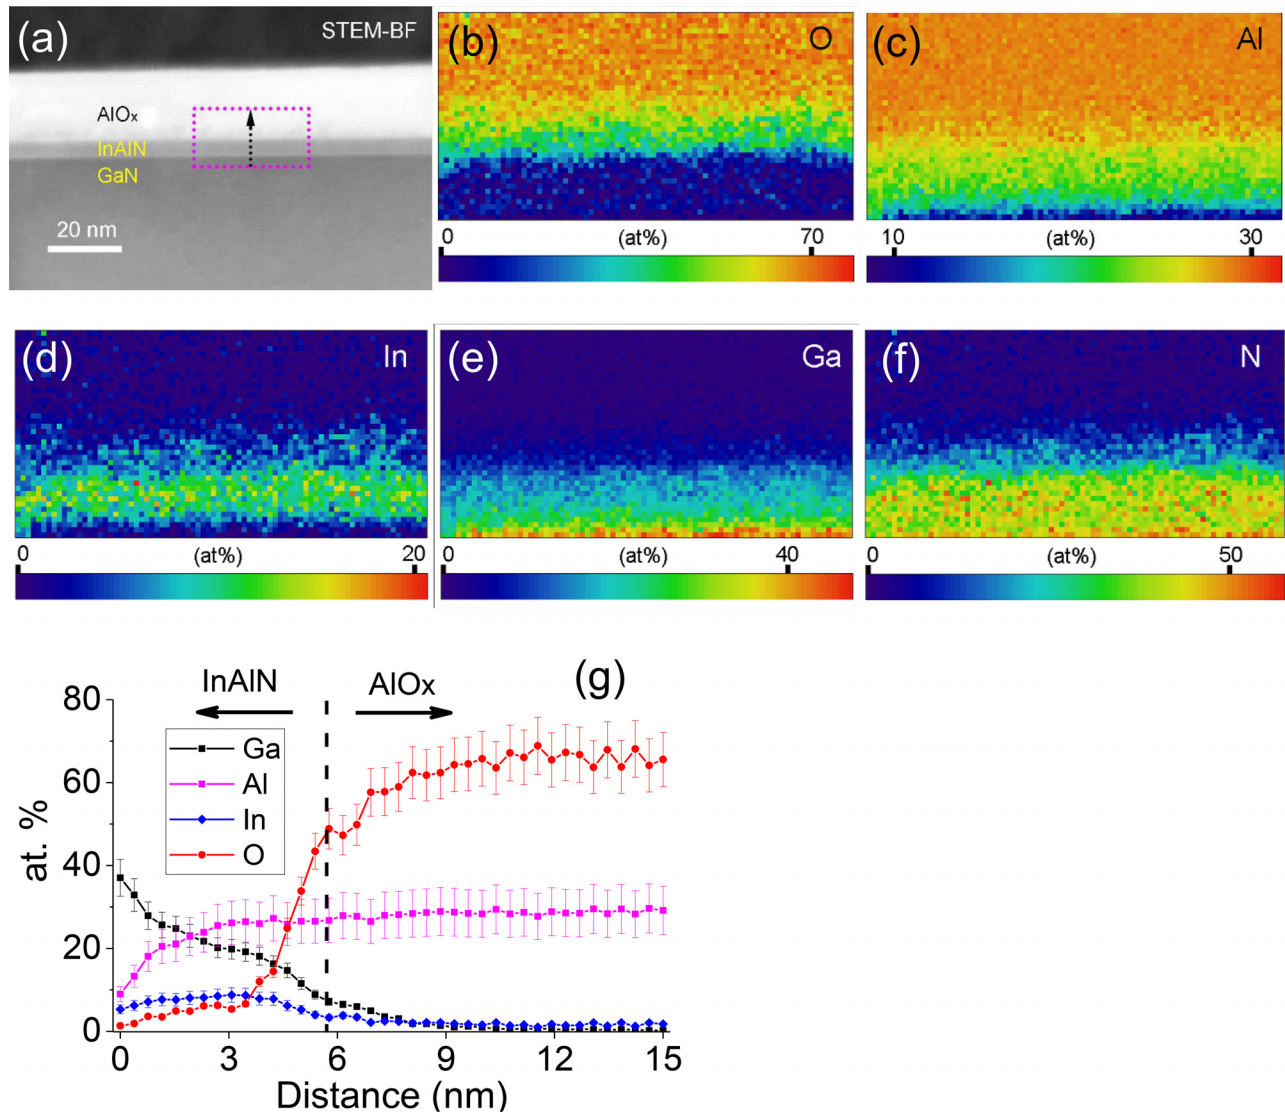 (a) STEM-BF
AlOx
InAlN
GaN
20 nm
(b) O
0 (at%) 70
(c) Al
10 (at%) 30
(d) In
0 (at%) 20
(e) Ga
0 (at%) 40
(f) N
0 (at%) 50
(g)
InAlN AlOx
Ga
Al
In
O
80
60
40
20
0
at. %
0 3 6 9 12 15
Distance (nm)